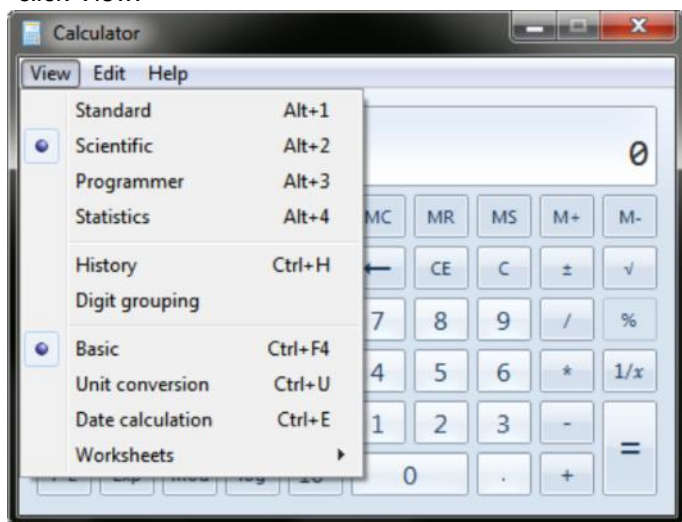 Calculator
View Edit Help
0
Standard Alt+1
Scientific Alt+2
Programmer Alt+3
Statistics Alt+4
History Ctrl+H
Digit grouping
Basic Ctrl+F4
Unit conversion Ctrl+U
Date calculation Ctrl+E
Worksheets
MC MR MS M+ M-
← CE C ± √
7 8 9 / %
4 5 6 * 1/x
1 2 3 - =
0 . +